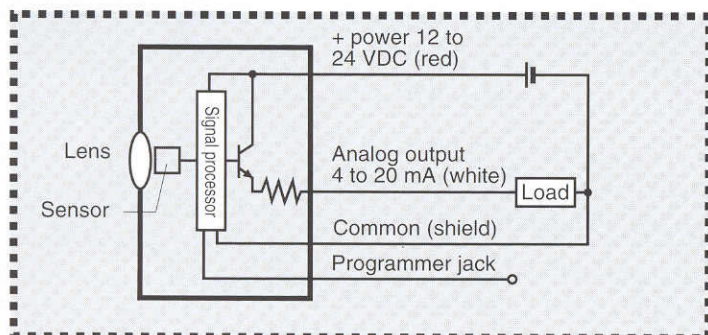 + power 12 to
24 VDC (red)
Lens
Sensor
Signal processor
Analog output
4 to 20 mA (white)
Load
Common (shield)
Programmer jack